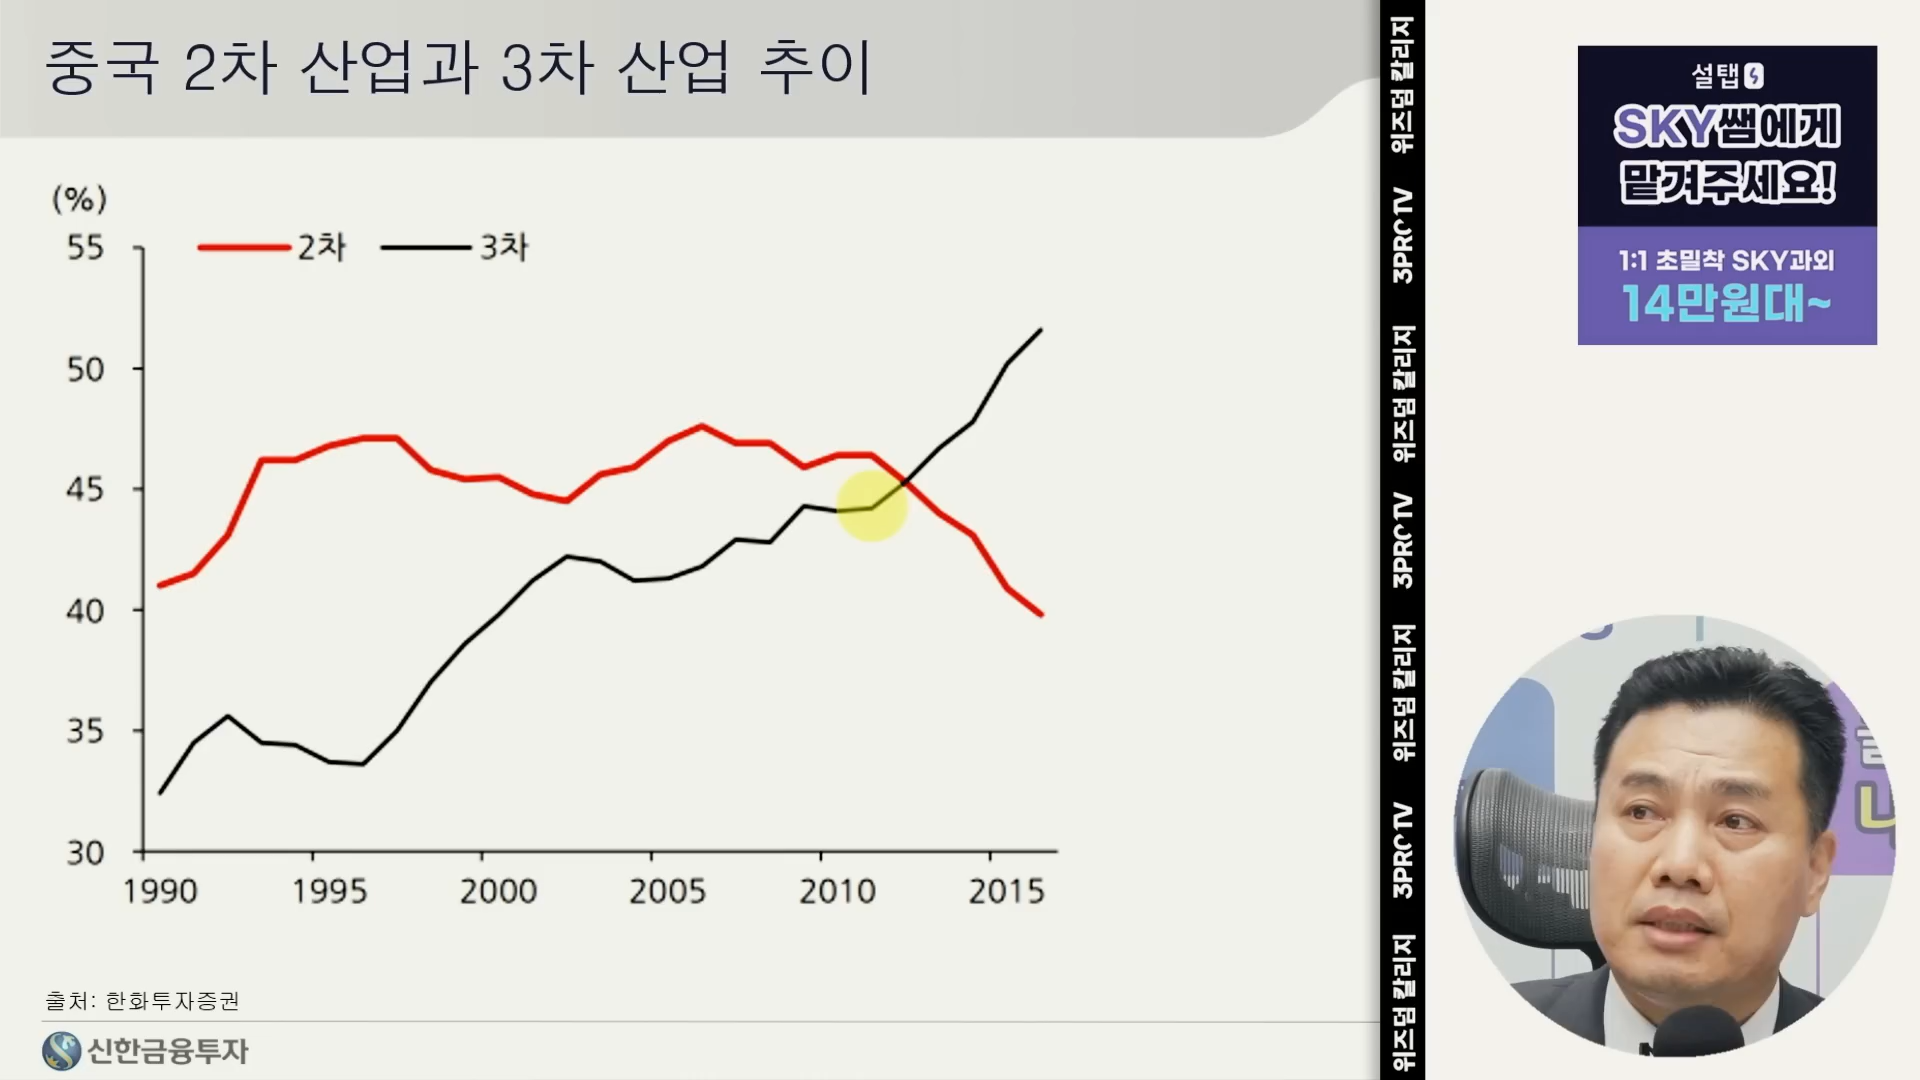 중국 2차 산업과 3차 산업 추이
(%)
2차 3차
55
50
45
40
35
30
1990 1995 2000 2005 2010 2015
출처: 한화투자증권
신한금융투자
위즈덤 칼리지
3PROTV
위즈덤 칼리지
3PROTV
위즈덤 칼리지
3PROTV
위즈덤 칼리지
설탭
SKY쌤에게
맡겨주세요!
1:1 초밀착 SKY과외
14만원대~